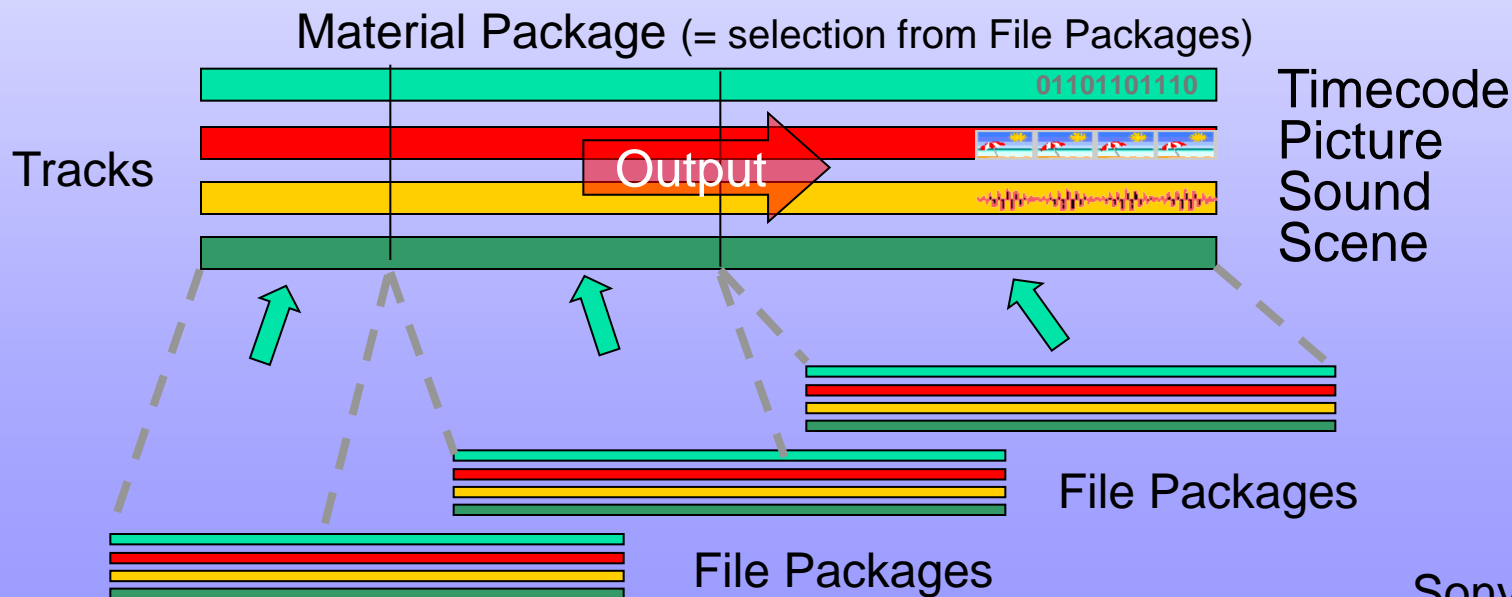 Material Package (= selection from File Packages)
01101101110
Timecode
Tracks
Output
Picture
Sound
Scene
File Packages
File Packages